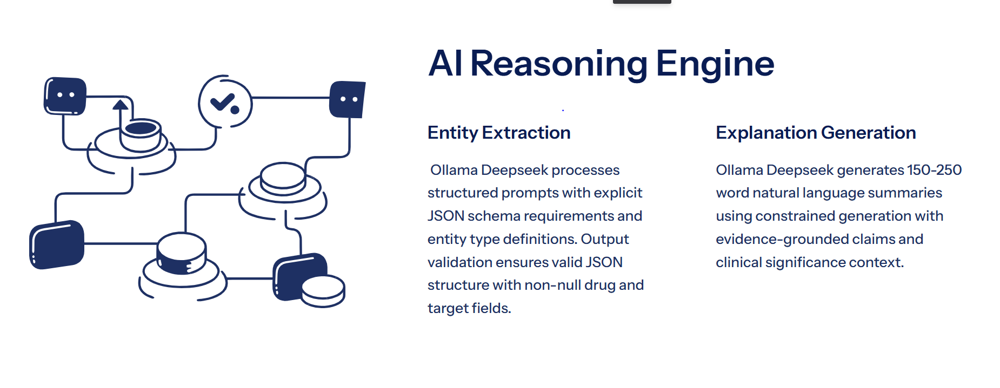 AI Reasoning Engine
Entity Extraction
Ollama Deepseek processes
structured prompts with explicit
JSON schema requirements and
entity type definitions. Output
validation ensures valid JSON
structure with non-null drug and
target fields.
Explanation Generation
Ollama Deepseek generates 150-250
word natural language summaries
using constrained generation with
evidence-grounded claims and
clinical significance context.